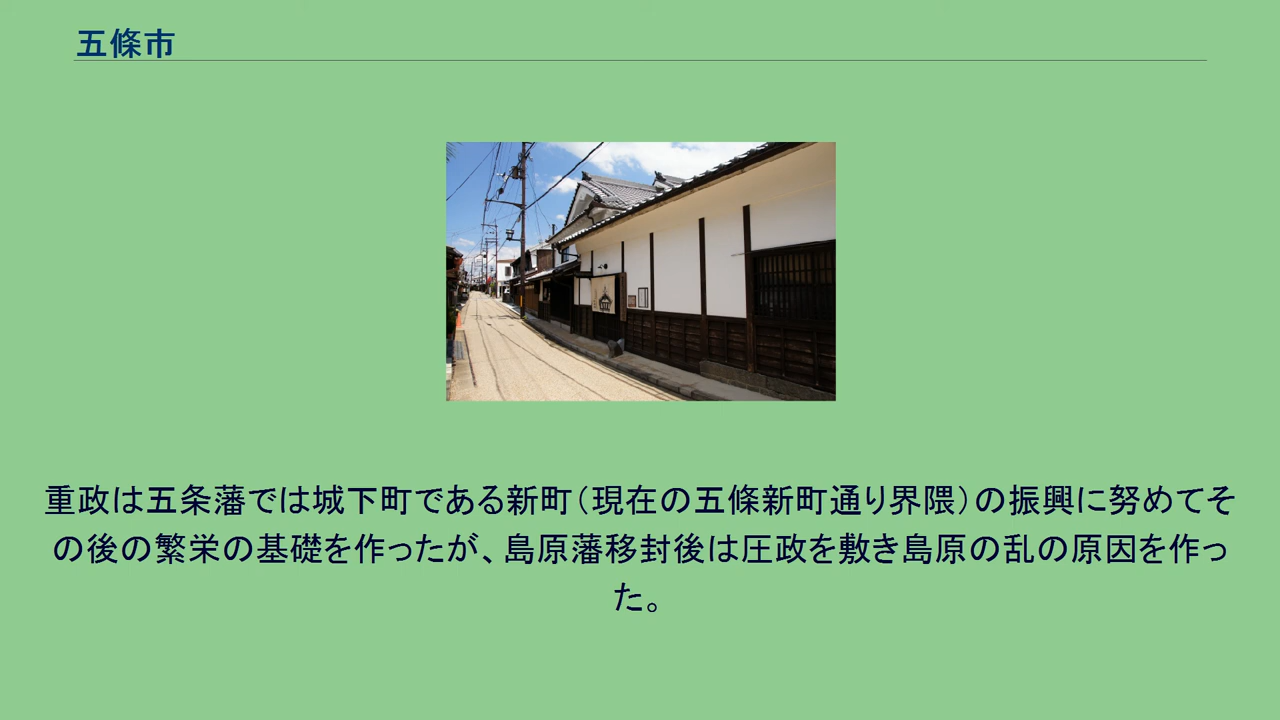 五條市
重政は五条藩では城下町である新町（現在の五條新町通り界隈）の振興に努めてそ
の後の繁栄の基礎を作ったが、島原藩移封後は圧政を敷き島原の乱の原因を作っ
た。